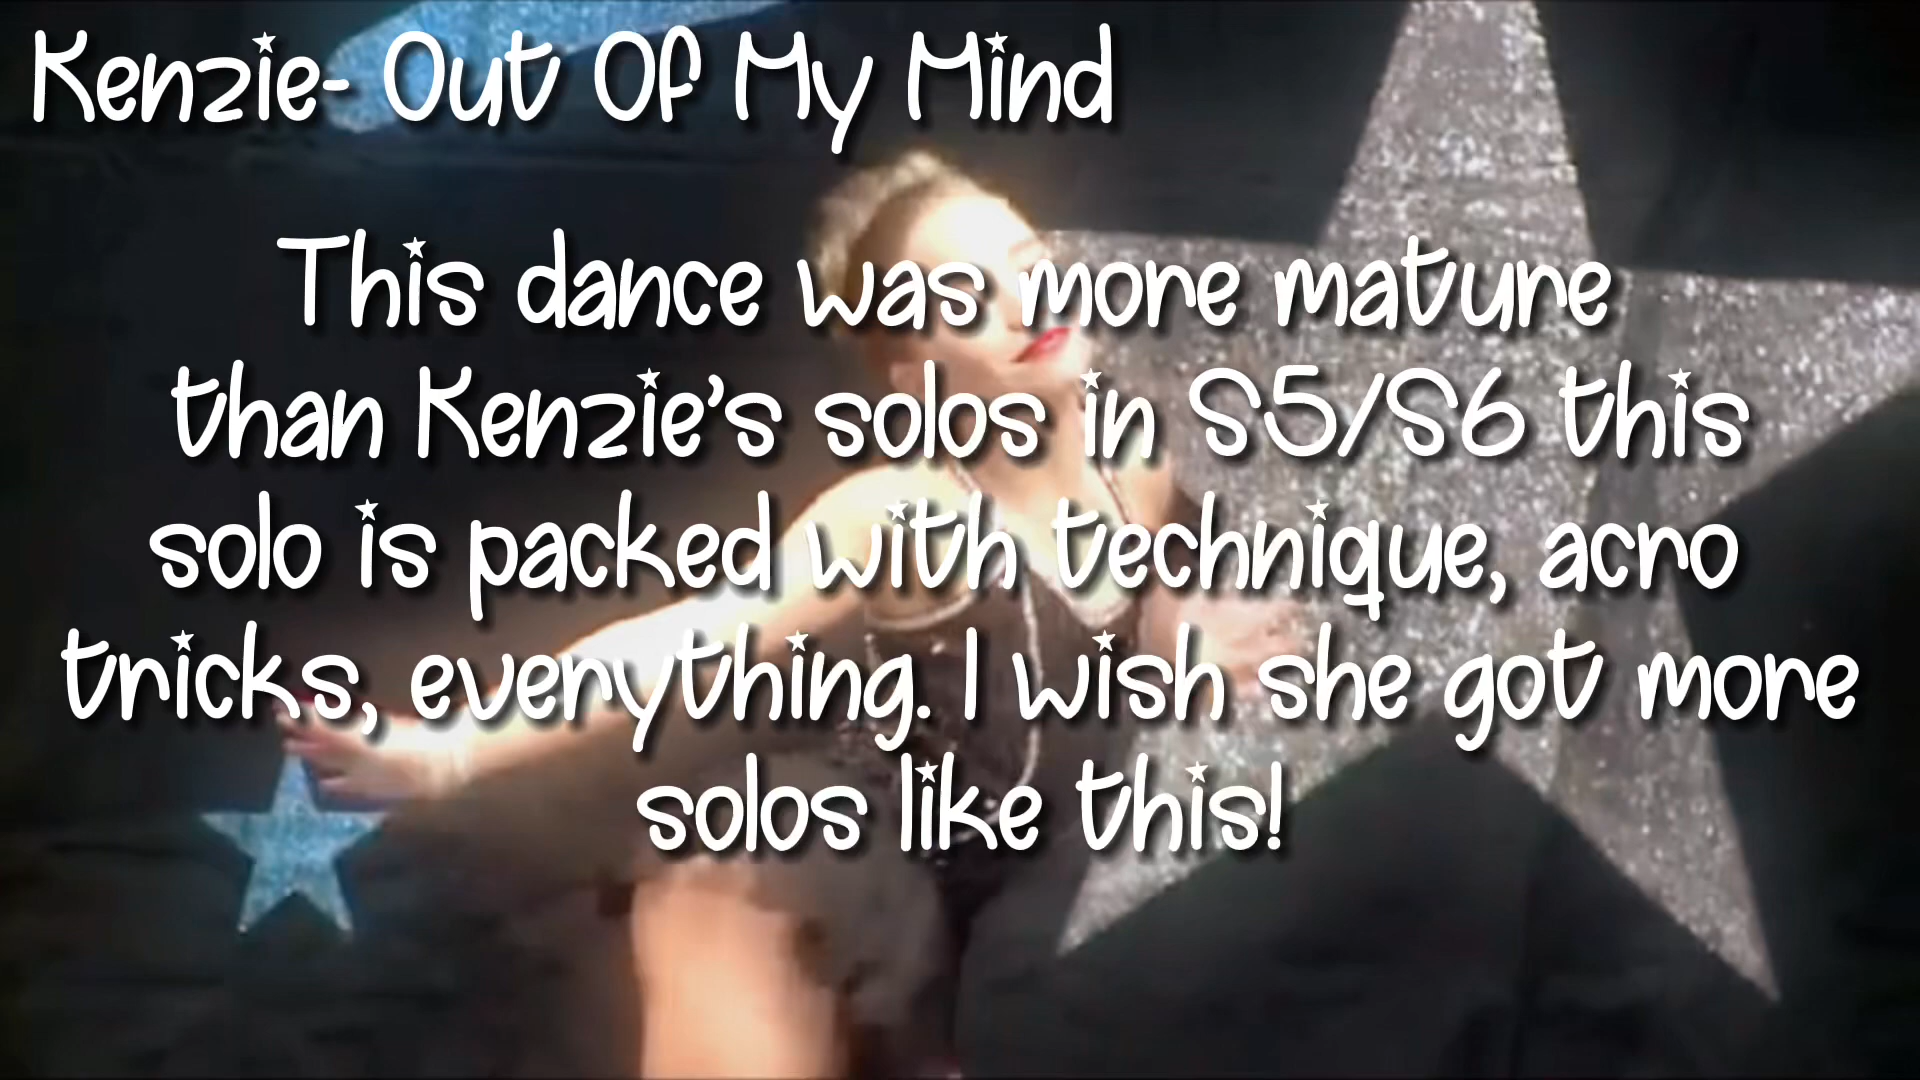 Kenzie- Out Of My Mind
This dance was more mature
than Kenzie's solos in S5/S6 this
solo is packed with technique, acro
tricks, everything. I wish she got more
solos like this!